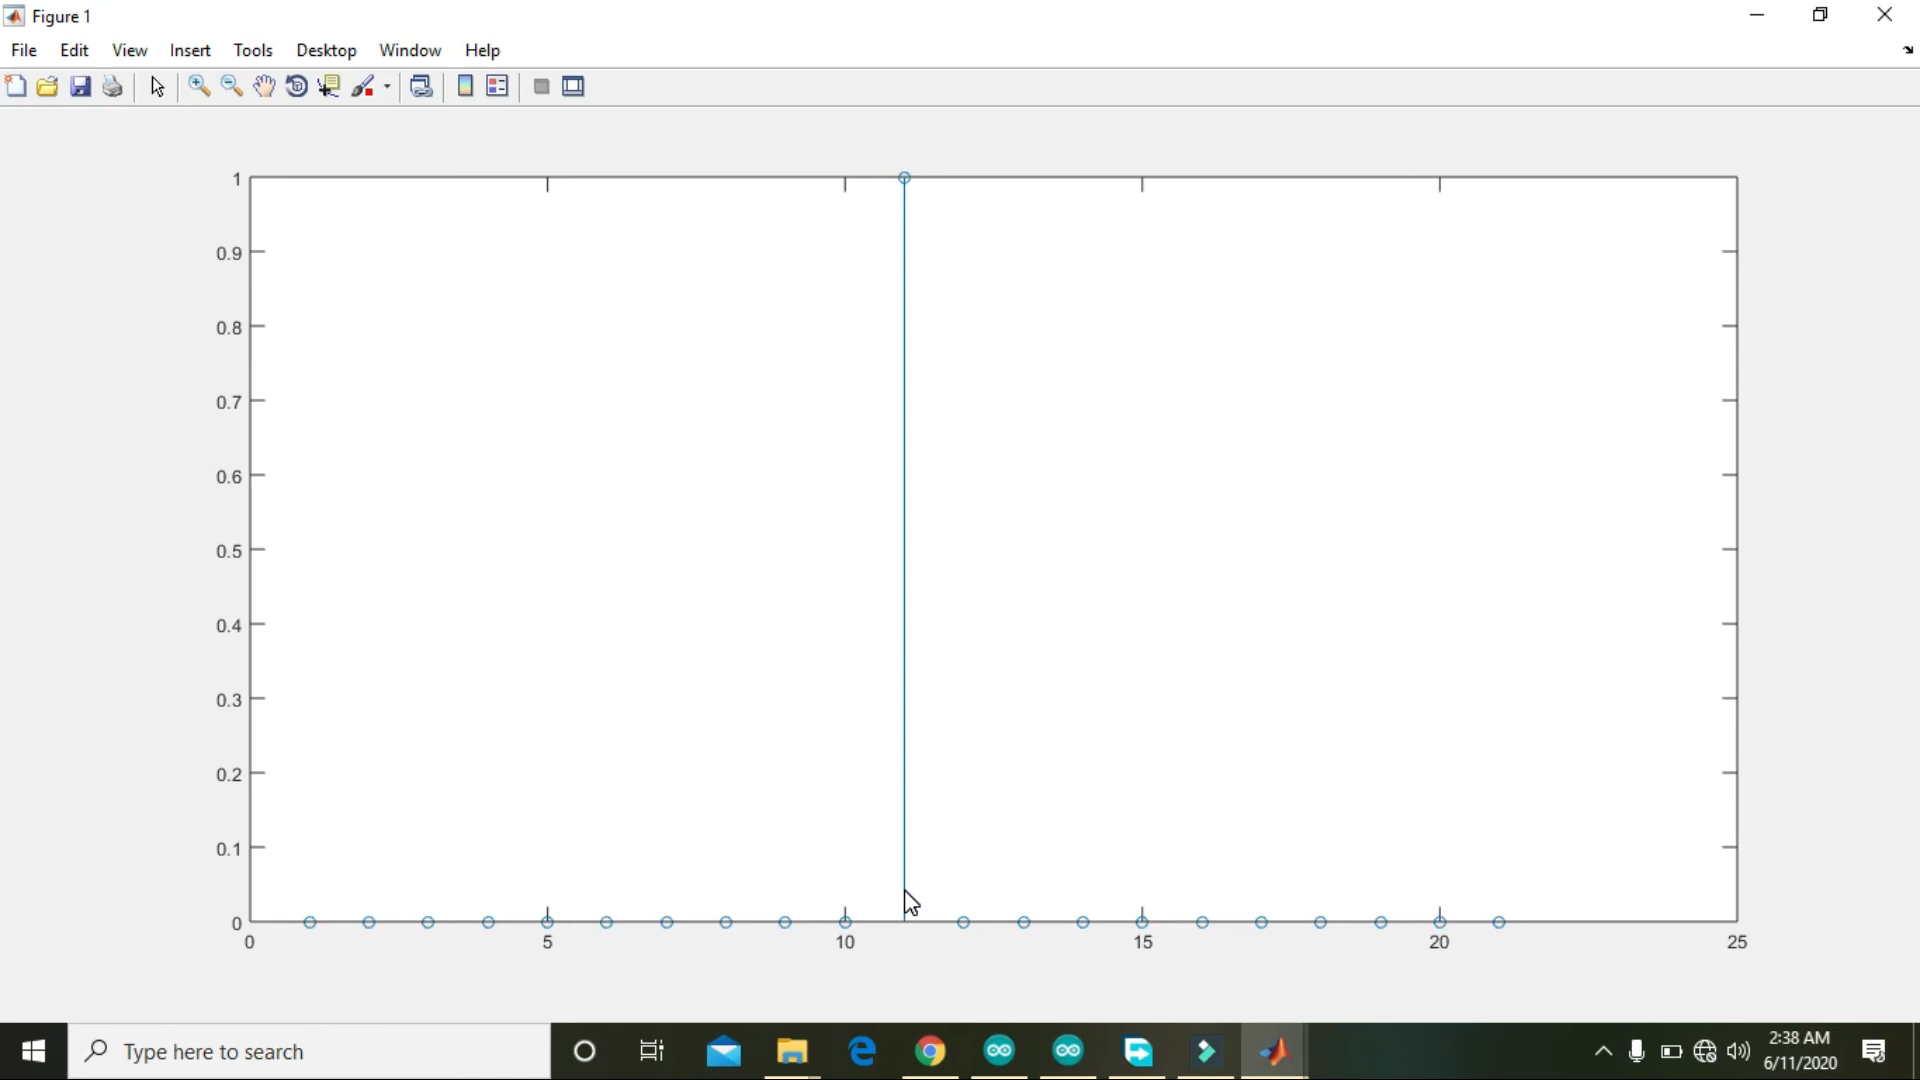 Figure 1
File Edit View Insert Tools Desktop Window Help
1
0.9
0.8
0.7
0.6
0.5
0.4
0.3
0.2
0.1
0
0 5 10 15 20 25
Type here to search
2:38 AM
6/11/2020